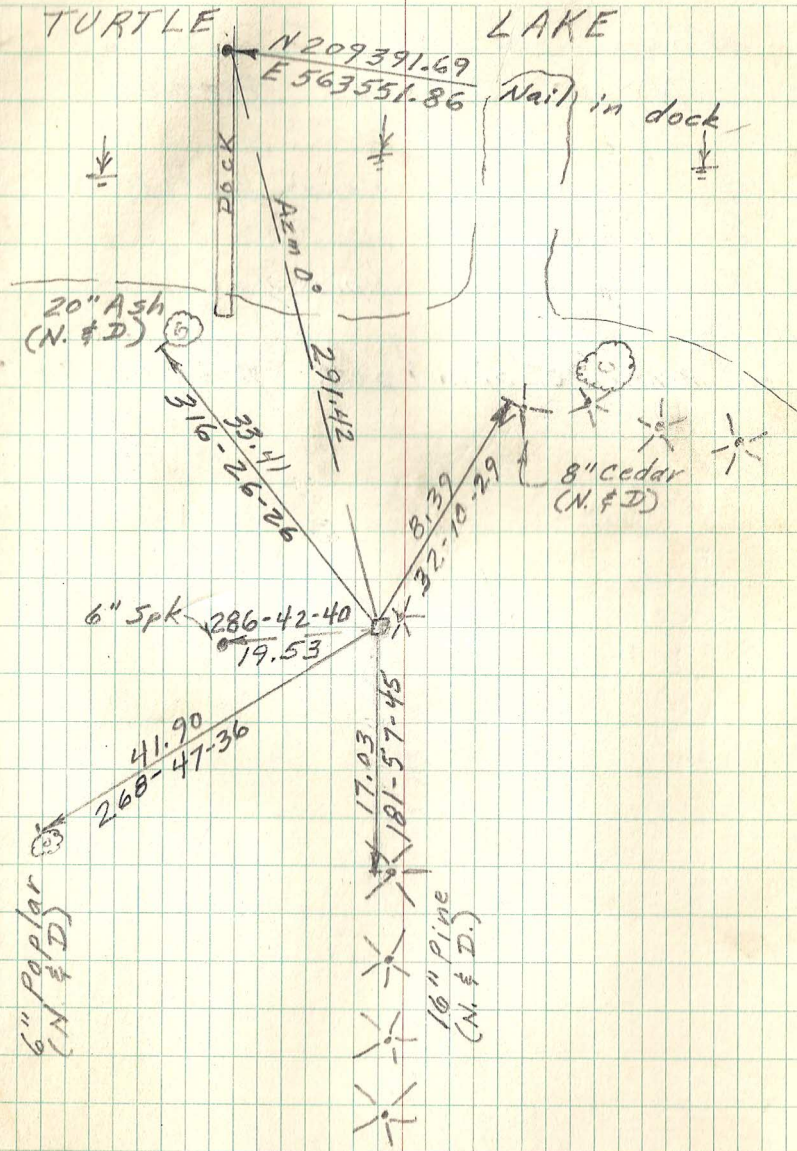 TURTLE LAKE
N 209391.69
E 563551.86
Nail in dock
DOCK
Azm 0°
291.42
20" Ash
(N. & D.)
33.41
316-26-26
8.39
32-10-29
8" Cedar
(N. & D)
6" Spk
286-42-40
19.53
41.90
268-47-36
17.03
181-57-45
6" Poplar
(N. & D)
16" Pine
(N. & D.)